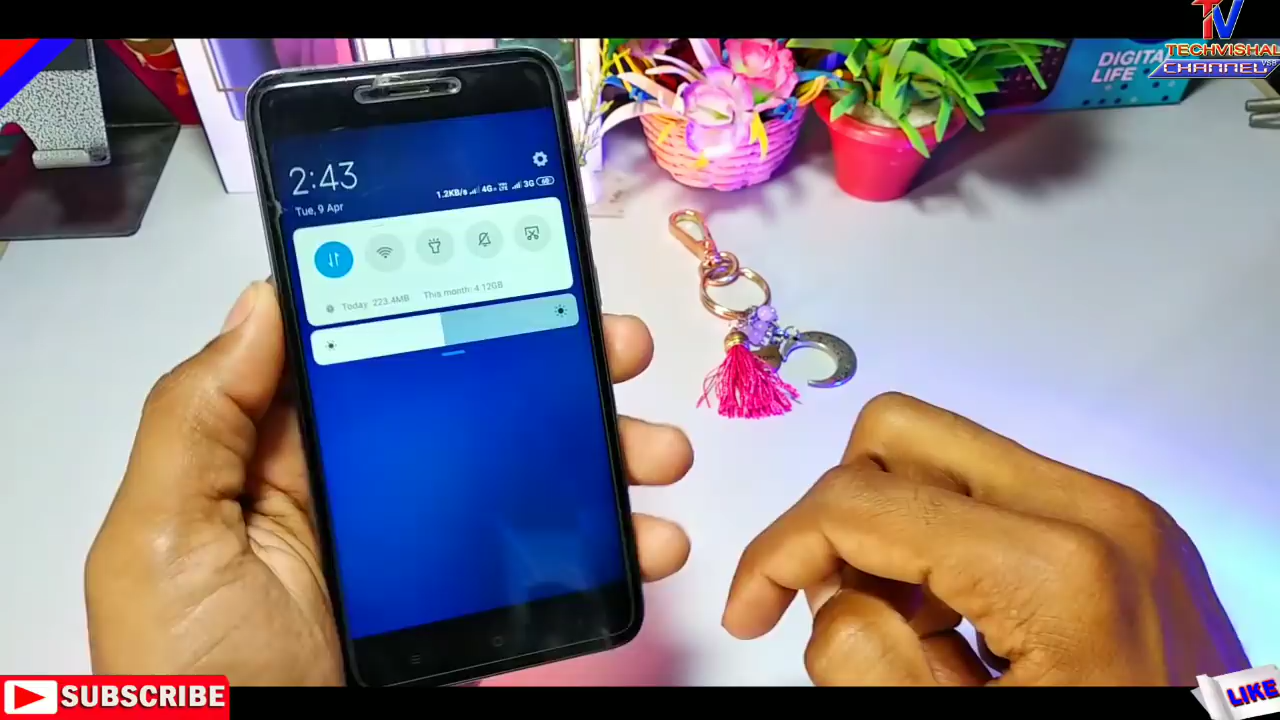 TV
TECHVISHAL
CHANNEL
DIGITAL
LIFE
2:43
Tue, 9 Apr
1.2KB/s 4G 3G 60
Today: 223.4MB This month: 4.12GB
SUBSCRIBE
LIKE